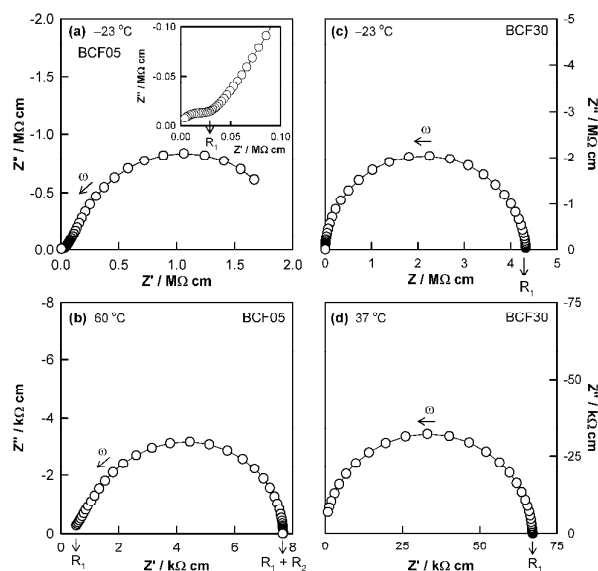 (a) –23 °C
BCF05
-2.0
-1.5
-1.0
-0.5
0.0
Z'' / MΩ cm
ω
0.0
0.5
1.0
1.5
2.0
Z' / MΩ cm
-0.10
-0.05
-0.01
0.00
Z'' / MΩ cm
0.00
0.05
0.10
R1
Z' / MΩ cm
(c) –23 °C
BCF30
-5
-4
-3
-2
-1
0
Z'' / MΩ cm
ω
0
1
2
3
4
5
Z / MΩ cm
R1
(b) 60 °C
BCF05
-8
-6
-4
-2
0
Z'' / kΩ cm
ω
0
2
4
6
8
R1
Z' / kΩ cm
R1 + R2
(d) 37 °C
BCF30
-75
-50
-25
0
Z'' / kΩ cm
ω
0
25
50
75
Z' / kΩ cm
R1